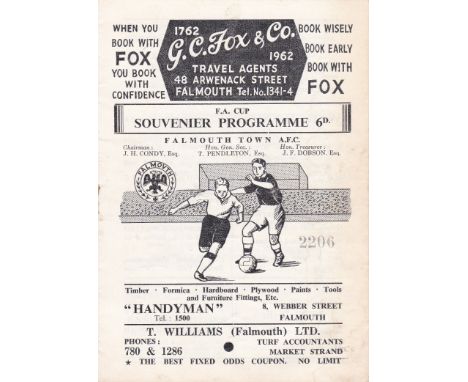 WHEN YOU
BOOK WITH
FOX
YOU BOOK
WITH
CONFIDENCE
1762
G.C. Fox & Co.
1962
TRAVEL AGENTS
48 ARWENACK STREET
FALMOUTH Tel. No. 1341-4
BOOK WISELY
BOOK EARLY
BOOK WITH
FOX
F.A. CUP
SOUVENIER PROGRAMME 6D.
FALMOUTH TOWN A.F.C.
Chairman : Hon. Gen. Sec. : Hon. Treasurer :
J. H. CONDY, Esq. T. PENDLETON, Esq. J. F. DOBSON, Esq.
FALMOUTH
2206
Timber · Formica · Hardboard · Plywood · Paints · Tools
and Furniture Fittings, Etc.
"HANDYMAN" 8, WEBBER STREET
Tel: 1500 FALMOUTH
T. WILLIAMS (Falmouth) LTD.
PHONES: TURF ACCOUNTANTS
780 & 1286 MARKET STRAND
* THE BEST FIXED ODDS COUPON. NO LIMIT